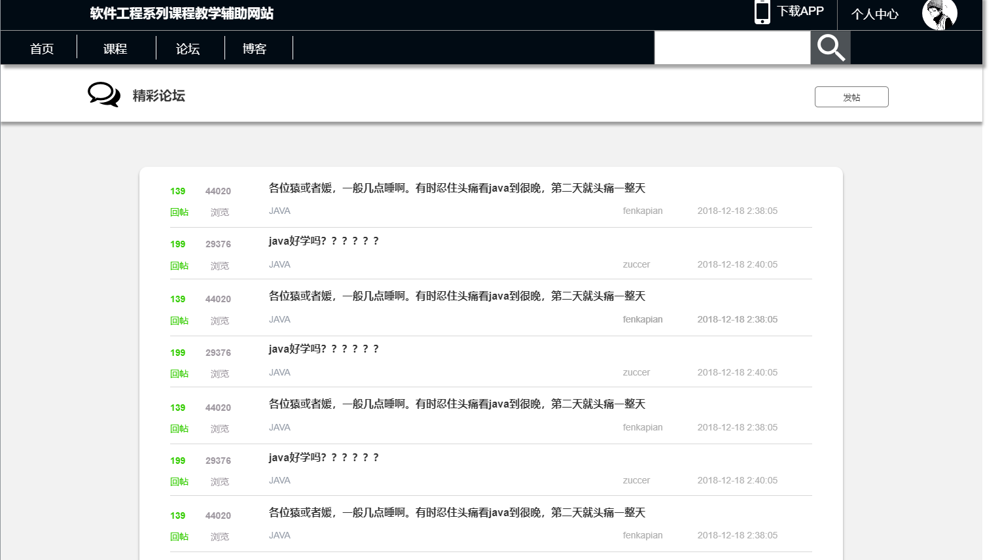 软件工程系列课程教学辅助网站
下载APP
个人中心
首页
课程
论坛
博客
精彩论坛
发帖
139 44020 各位猿或者媛，一般几点睡啊。有时忍住头痛看java到很晚，第二天就头痛一整天
回帖 浏览 JAVA fenkapian 2018-12-18 2:38:05
199 29376 java好学吗？？？？？？
回帖 浏览 JAVA zuccer 2018-12-18 2:40:05
139 44020 各位猿或者媛，一般几点睡啊。有时忍住头痛看java到很晚，第二天就头痛一整天
回帖 浏览 JAVA fenkapian 2018-12-18 2:38:05
199 29376 java好学吗？？？？？？
回帖 浏览 JAVA zuccer 2018-12-18 2:40:05
139 44020 各位猿或者媛，一般几点睡啊。有时忍住头痛看java到很晚，第二天就头痛一整天
回帖 浏览 JAVA fenkapian 2018-12-18 2:38:05
199 29376 java好学吗？？？？？？
回帖 浏览 JAVA zuccer 2018-12-18 2:40:05
139 44020 各位猿或者媛，一般几点睡啊。有时忍住头痛看java到很晚，第二天就头痛一整天
回帖 浏览 JAVA fenkapian 2018-12-18 2:38:05